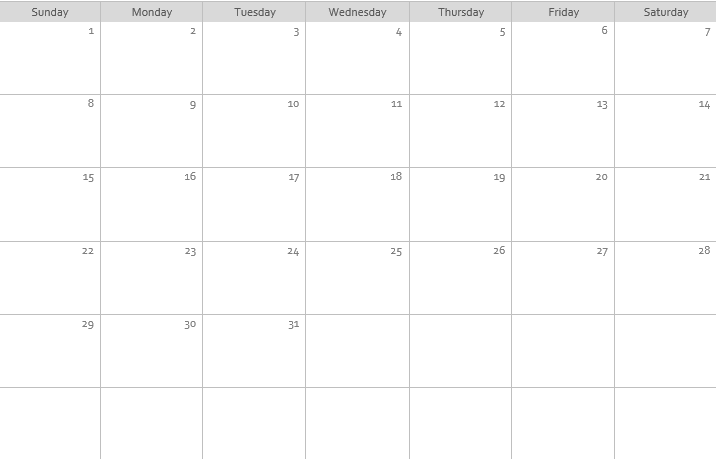 Sunday Monday Tuesday Wednesday Thursday Friday Saturday
1 2 3 4 5 6 7
8 9 10 11 12 13 14
15 16 17 18 19 20 21
22 23 24 25 26 27 28
29 30 31